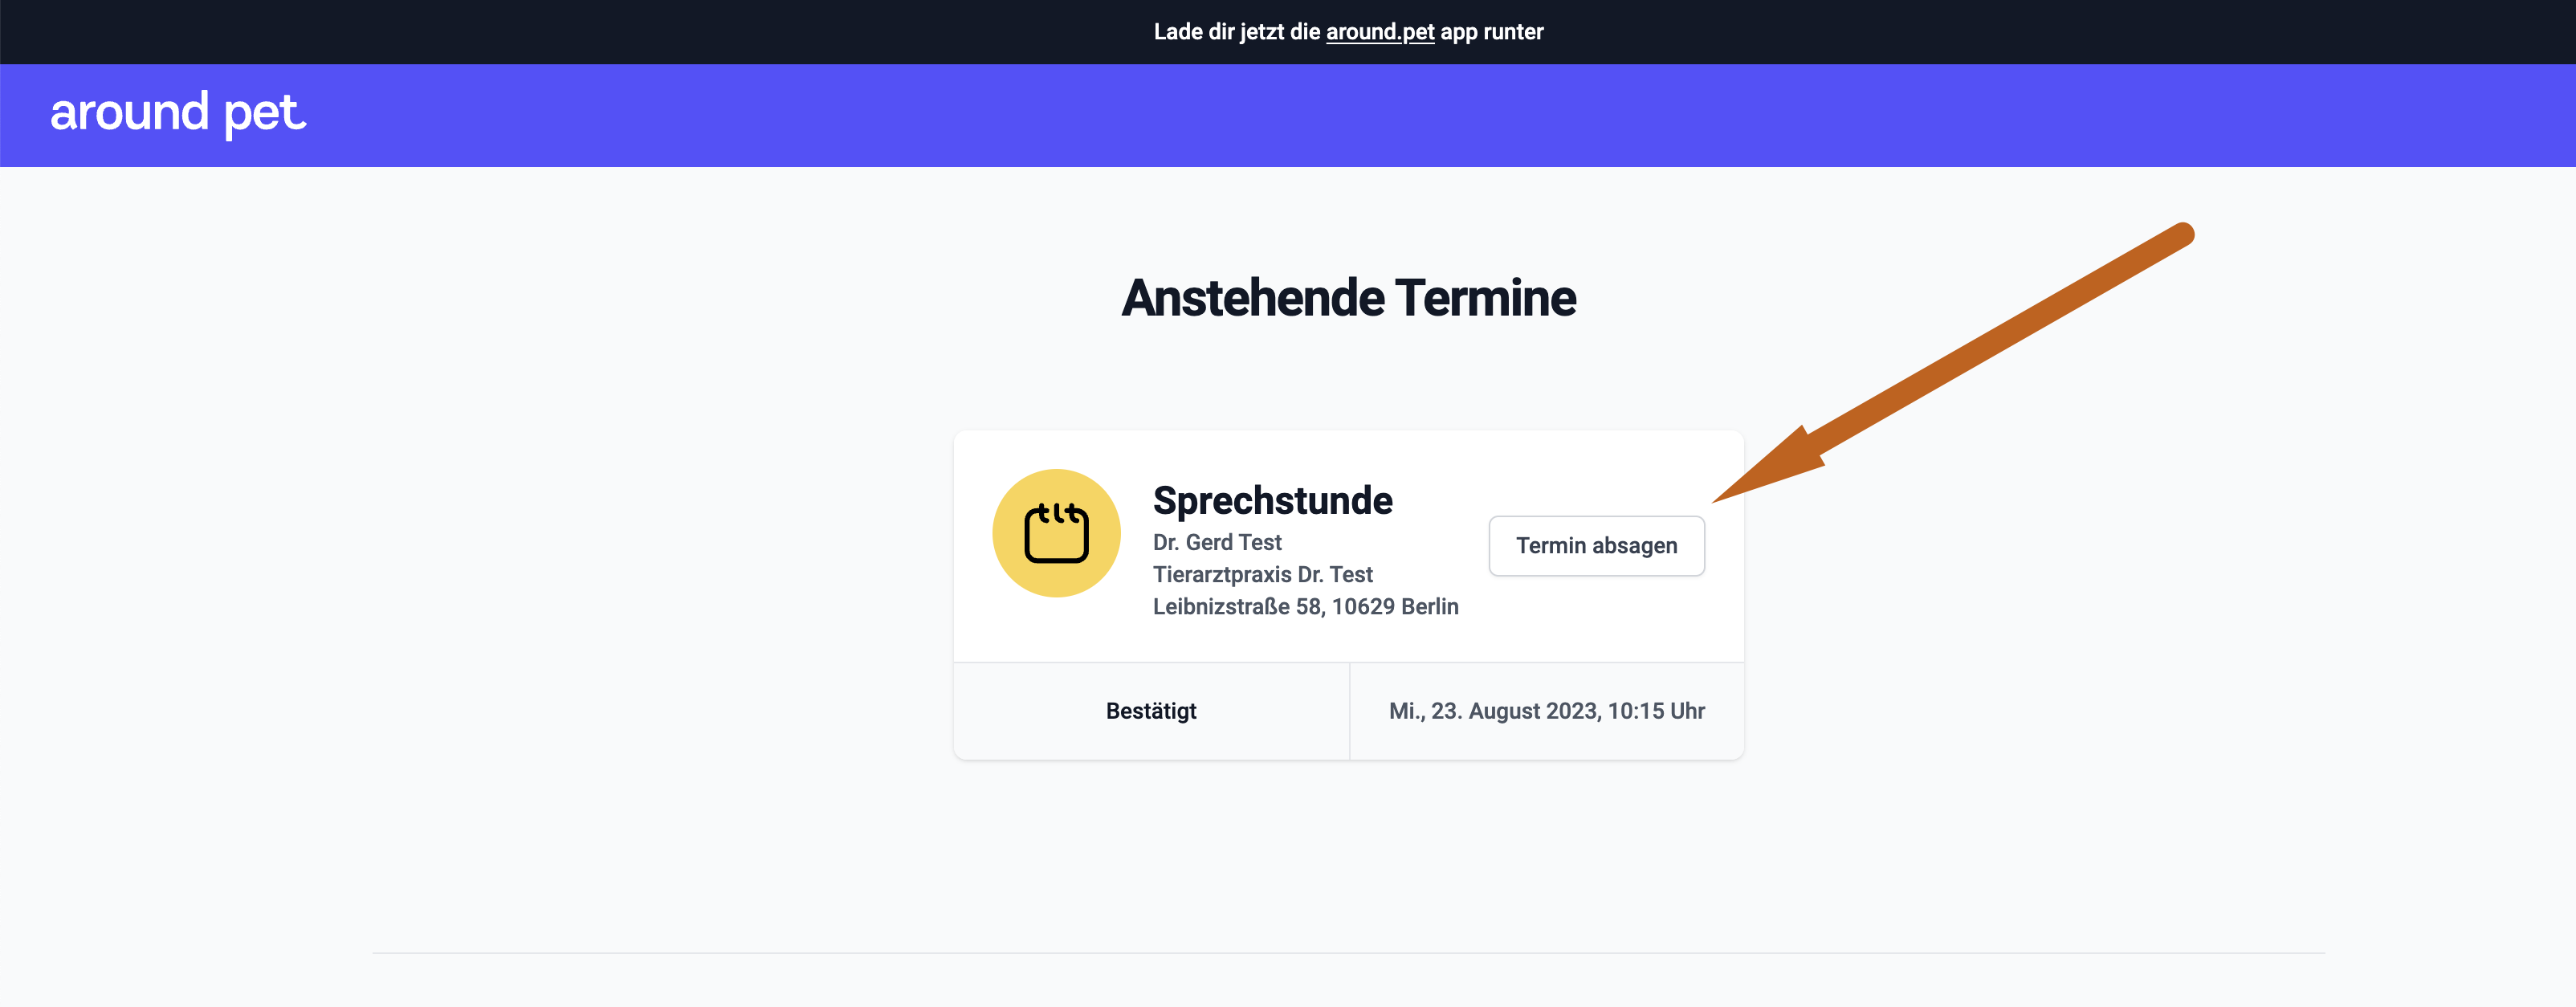 Lade dir jetzt die around.pet app runter
around pet
Anstehende Termine
Sprechstunde
Dr. Gerd Test
Tierarztpraxis Dr. Test
Leibnizstraße 58, 10629 Berlin
Termin absagen
Bestätigt
Mi., 23. August 2023, 10:15 Uhr